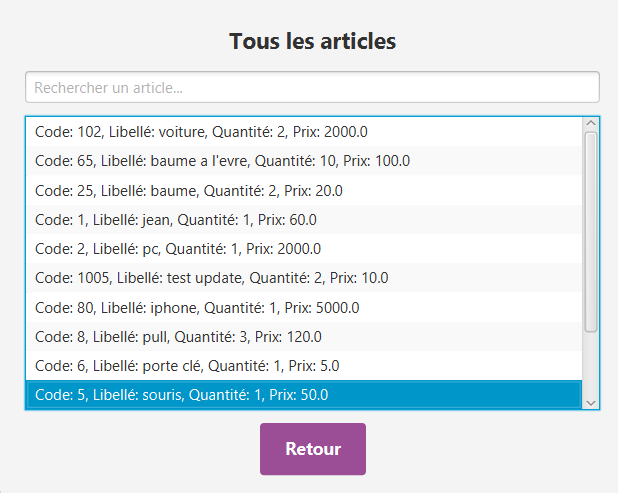 Tous les articles
Rechercher un article...
Code: 102, Libellé: voiture, Quantité: 2, Prix: 2000.0
Code: 65, Libellé: baume a l'evre, Quantité: 10, Prix: 100.0
Code: 25, Libellé: baume, Quantité: 2, Prix: 20.0
Code: 1, Libellé: jean, Quantité: 1, Prix: 60.0
Code: 2, Libellé: pc, Quantité: 1, Prix: 2000.0
Code: 1005, Libellé: test update, Quantité: 2, Prix: 10.0
Code: 80, Libellé: iphone, Quantité: 1, Prix: 5000.0
Code: 8, Libellé: pull, Quantité: 3, Prix: 120.0
Code: 6, Libellé: porte clé, Quantité: 1, Prix: 5.0
Code: 5, Libellé: souris, Quantité: 1, Prix: 50.0
Retour